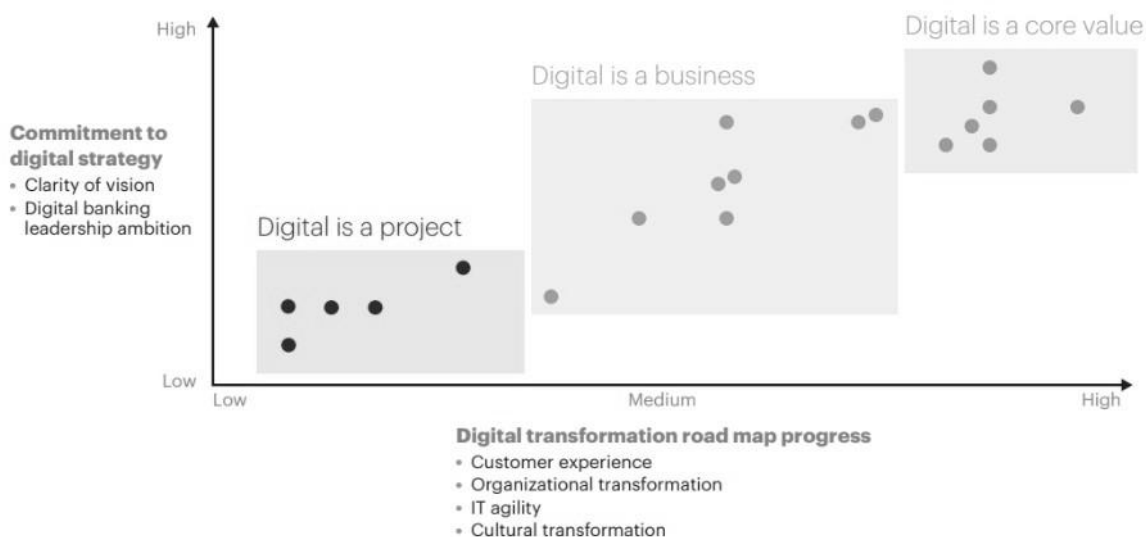 High
Digital is a core value
Digital is a business
Commitment to
digital strategy
• Clarity of vision
• Digital banking
leadership ambition
Digital is a project
Low
Low
Medium
High
Digital transformation road map progress
• Customer experience
• Organizational transformation
• IT agility
• Cultural transformation